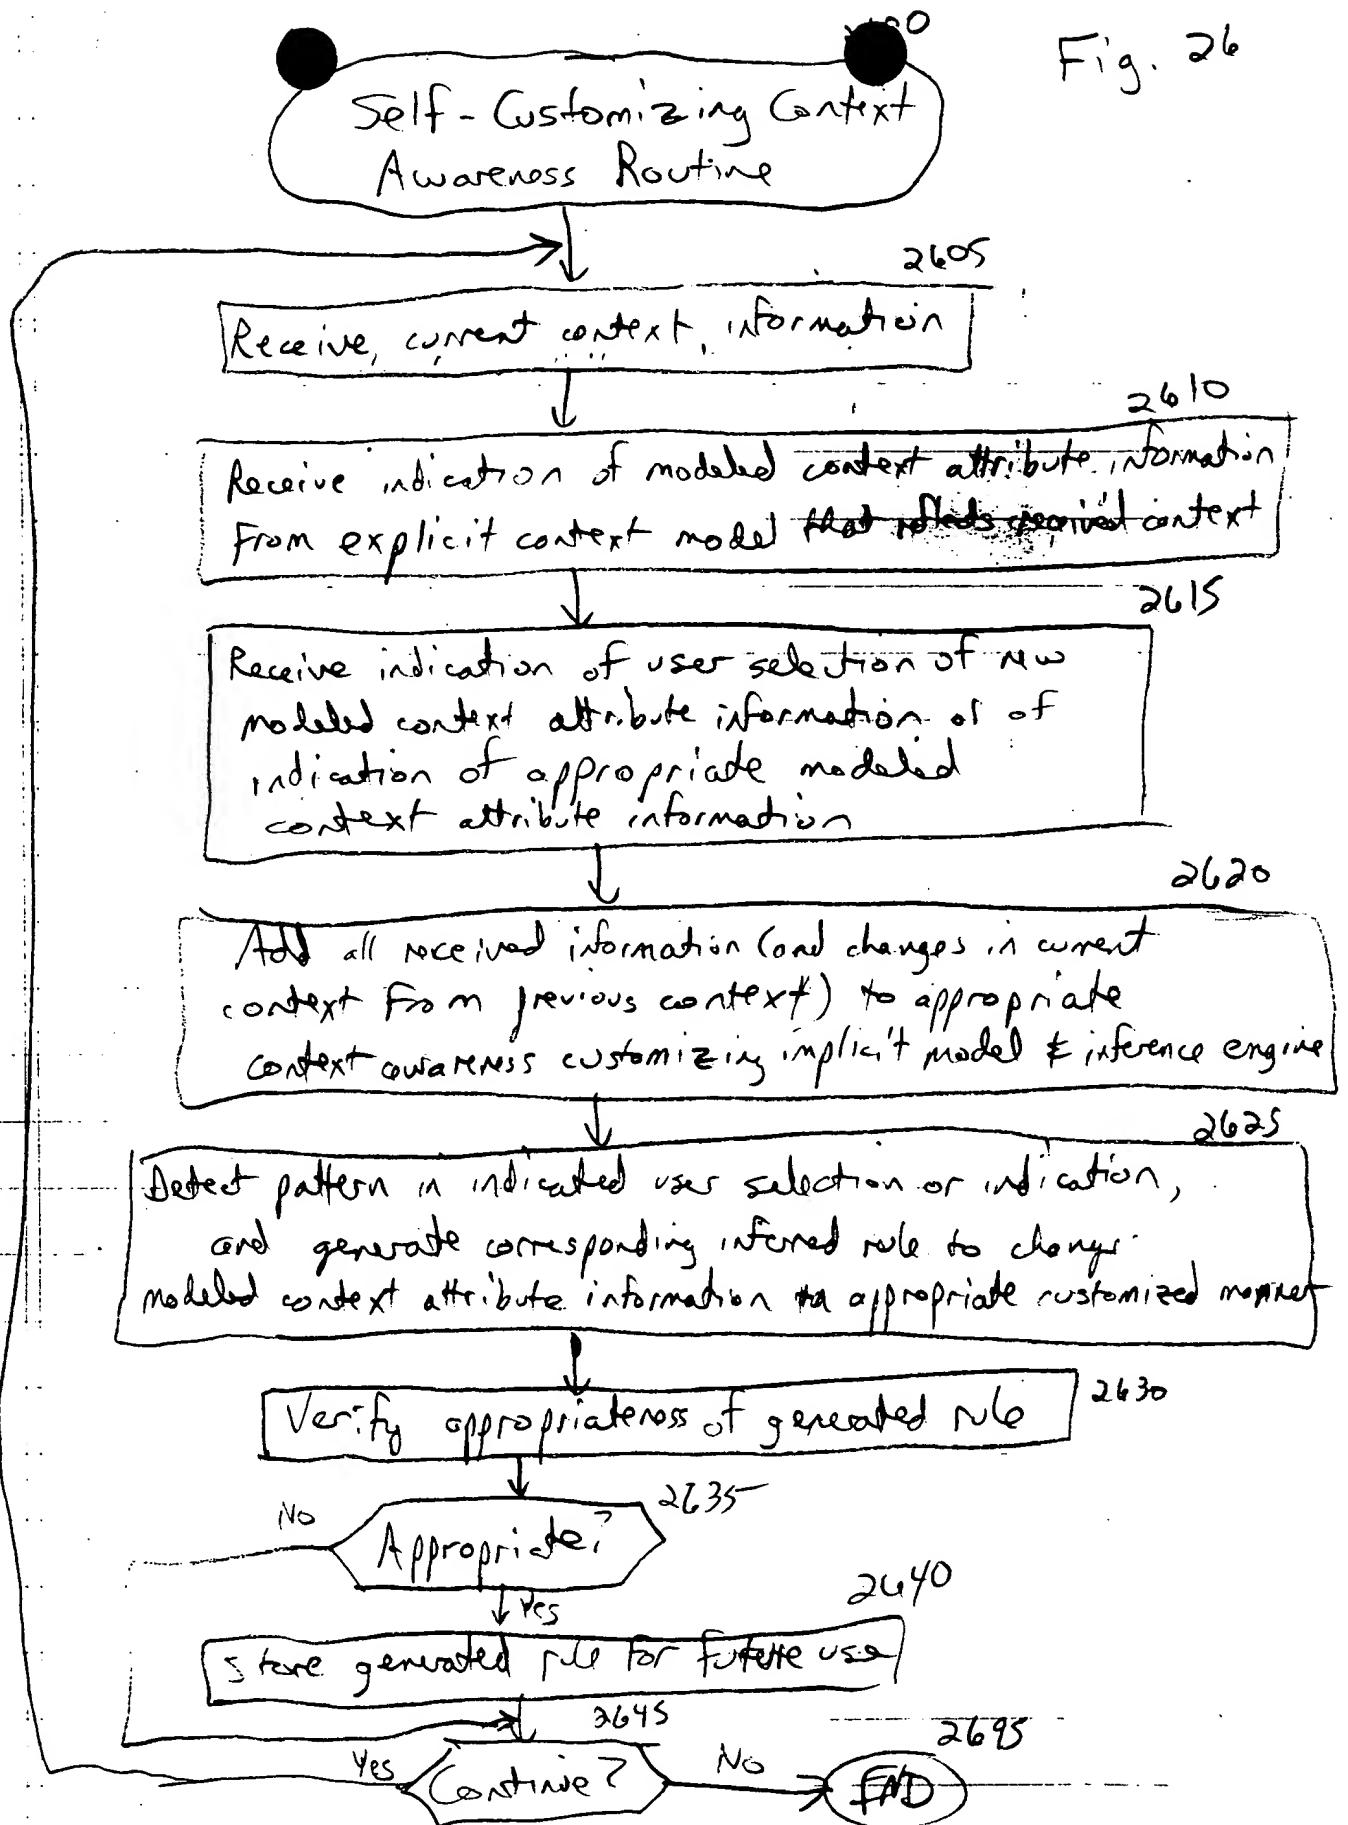 Fig. 26
Self-Customizing Context
Awareness Routine
2605
Receive current context information
2610
Receive indication of modeled context attribute information
From explicit context model that reflects received context
2615
Receive indication of user selection of new
modeled context attribute information or of
indication of appropriate modeled
context attribute information
2620
Add all received information (and changes in current
context from previous context) to appropriate
context awareness customizing implicit model & inference engine
2625
Detect pattern in indicated user selection or indication,
and generate corresponding inferred rule to change
modeled context attribute information in appropriate customized manner
Verify appropriateness of generated rule
2630
2635
No
Appropriate?
Yes
2640
Store generated rule for future use
2645
2695
Yes
Continue?
No
END